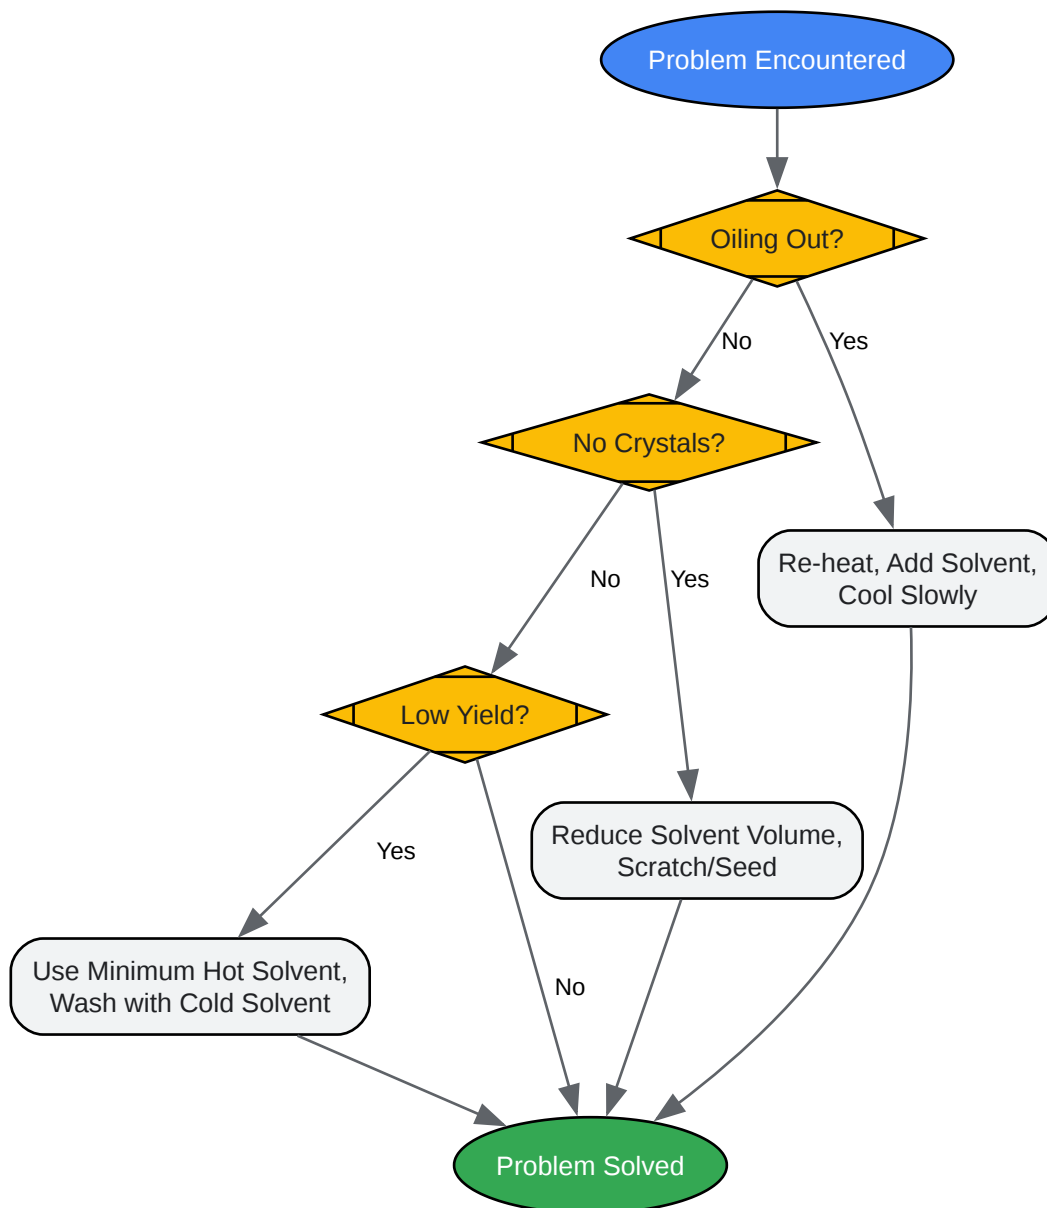 Problem Encountered
Oiling Out?
No
Yes
No Crystals?
Re-heat, Add Solvent,
Cool Slowly
No
Yes
Low Yield?
Reduce Solvent Volume,
Scratch/Seed
Yes
Use Minimum Hot Solvent,
Wash with Cold Solvent
No
Problem Solved